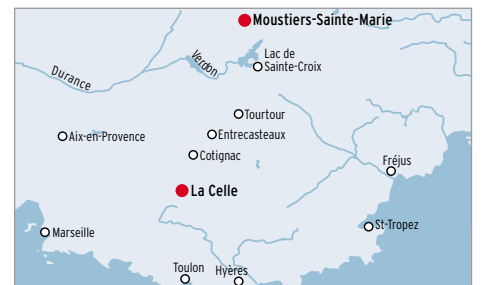 Moustiers-Sainte-Marie
Lac de
Sainte-Croix
Verdon
Durance
Tourtour
Entrecasteaux
Aix-en-Provence
Cotignac
Fréjus
La Celle
St-Tropez
Marseille
Toulon
Hyères